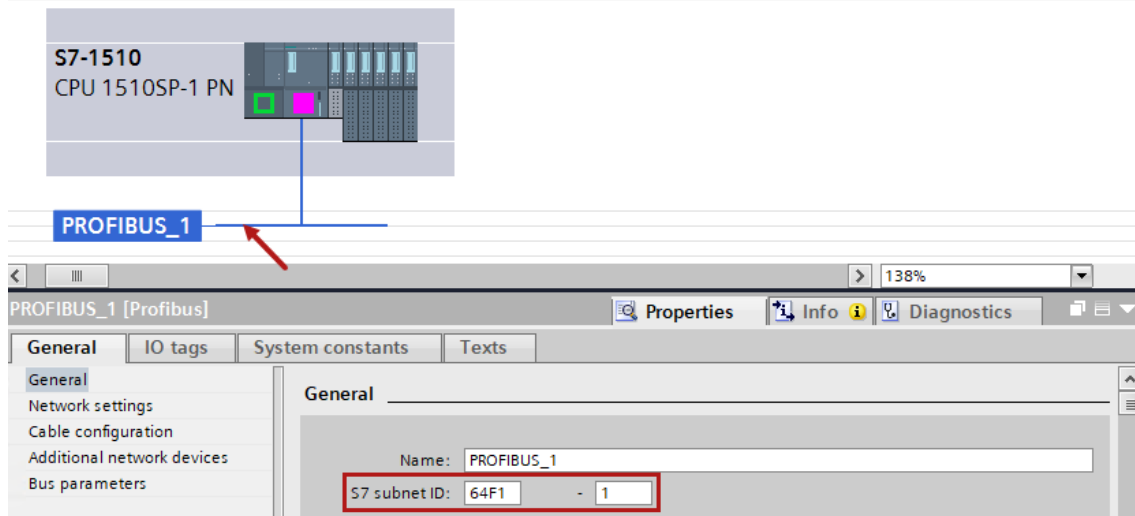 S7-1510
CPU 1510SP-1 PN
PROFIBUS_1
138%
PROFIBUS_1 [Profibus]
Properties
Info
Diagnostics
General
IO tags
System constants
Texts
General
Network settings
Cable configuration
Additional network devices
Bus parameters
General
Name: PROFIBUS_1
S7 subnet ID: 64F1 - 1